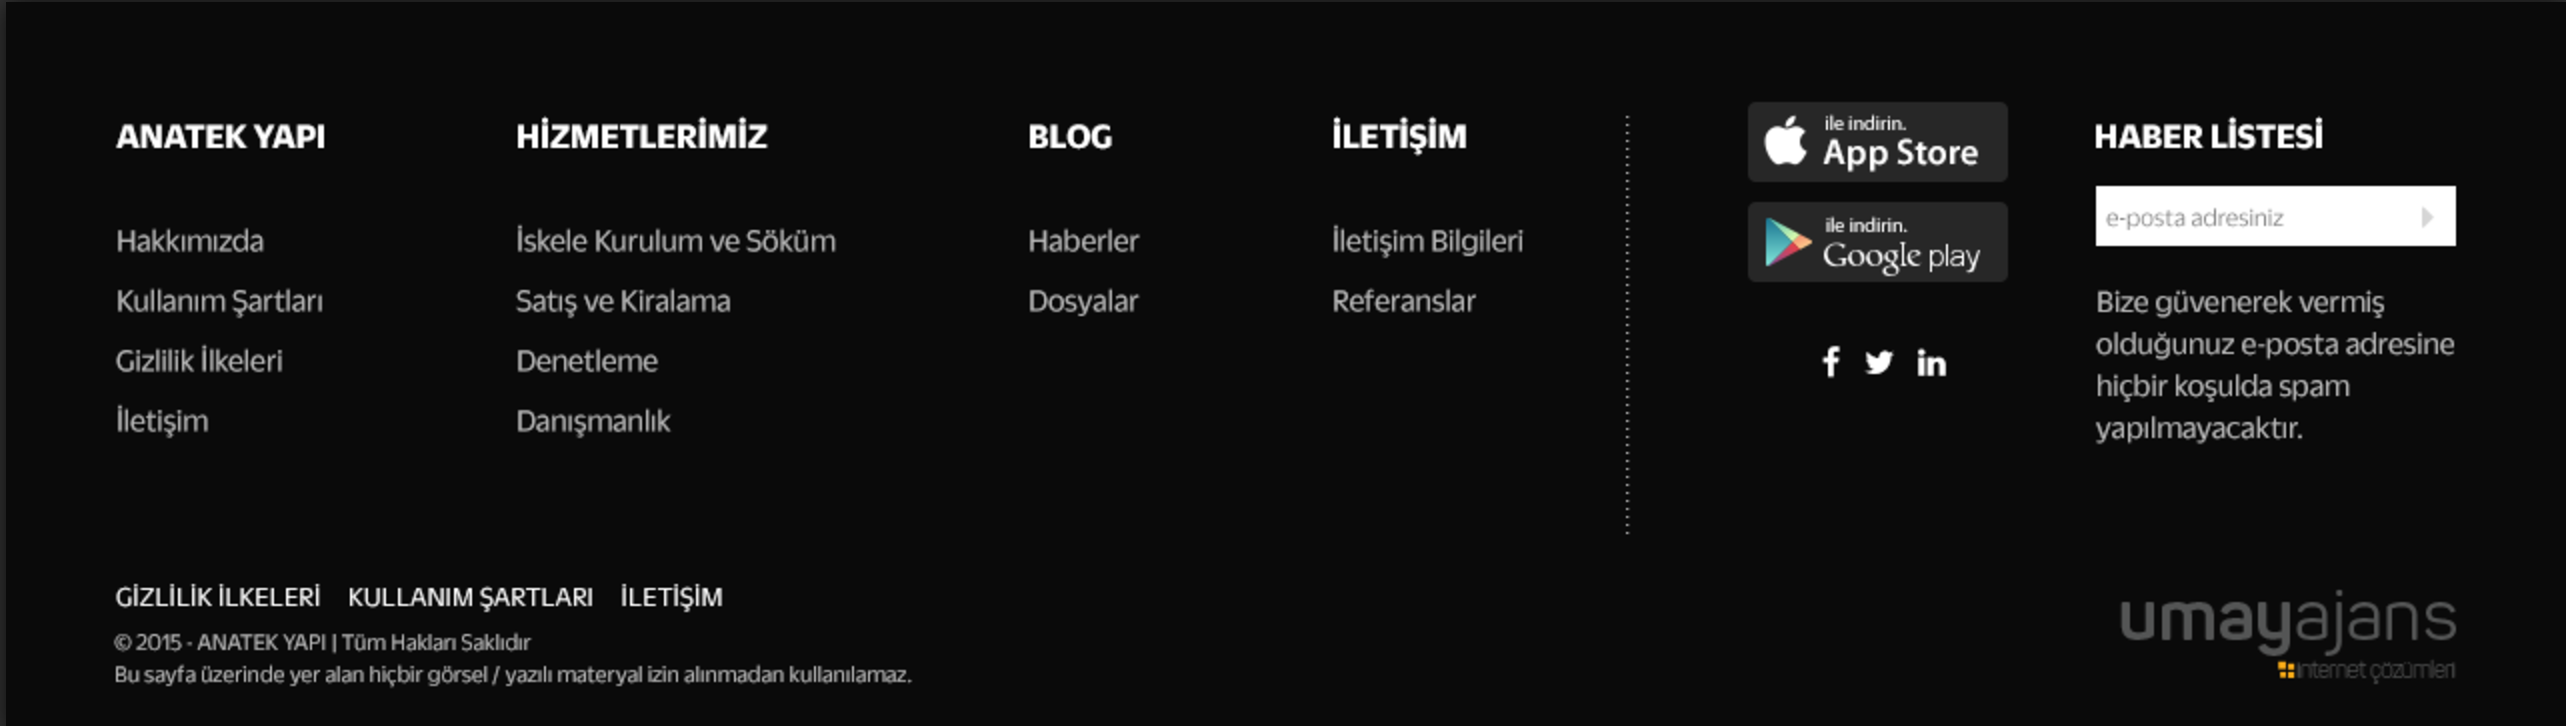 ANATEK YAPI
Hakkımızda
Kullanım Şartları
Gizlilik İlkeleri
İletişim
HİZMETLERİMİZ
İskele Kurulum ve Söküm
Satış ve Kiralama
Denetleme
Danışmanlık
BLOG
Haberler
Dosyalar
İLETİŞİM
İletişim Bilgileri
Referanslar
ile indirin.
App Store
ile indirin.
Google play
HABER LİSTESİ
e-posta adresiniz
Bize güvenerek vermiş
olduğunuz e-posta adresine
hiçbir koşulda spam
yapılmayacaktır.
GİZLİLİK İLKELERİ KULLANIM ŞARTLARI İLETİŞİM
© 2015 - ANATEK YAPI | Tüm Hakları Saklıdır
Bu sayfa üzerinde yer alan hiçbir görsel / yazılı materyal izin alınmadan kullanılamaz.
umayajans
internet çözümleri